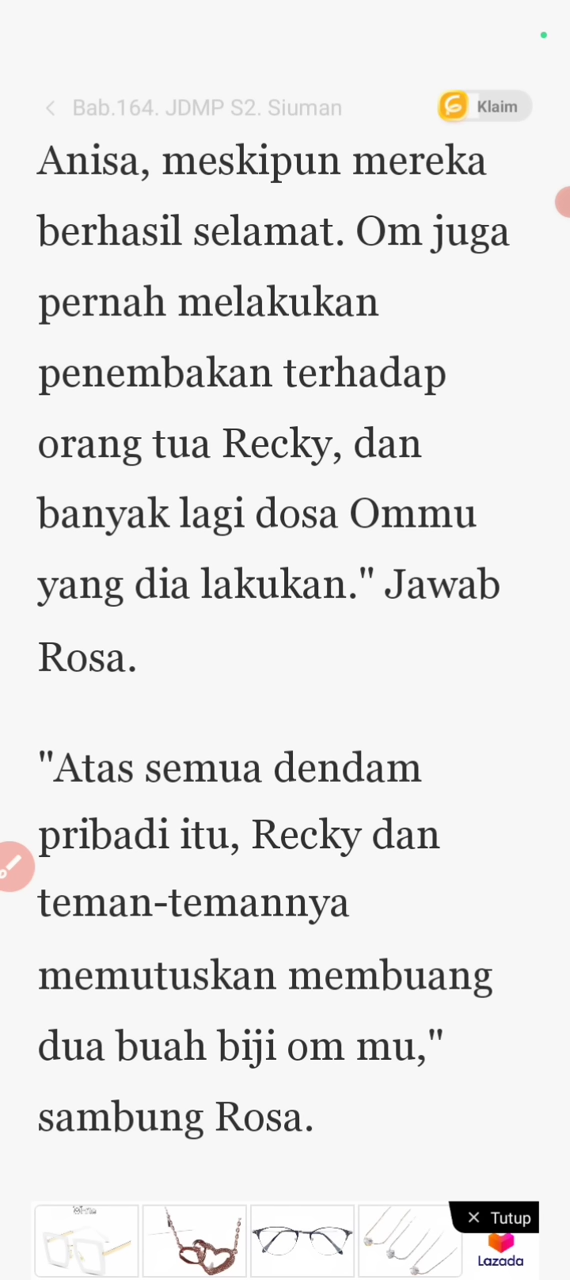 Bab.164. JDMP S2. Siuman
Klaim
Anisa, meskipun mereka
berhasil selamat. Om juga
pernah melakukan
penembakan terhadap
orang tua Recky, dan
banyak lagi dosa Ommu
yang dia lakukan." Jawab
Rosa.
"Atas semua dendam
pribadi itu, Recky dan
teman-temannya
memutuskan membuang
dua buah biji om mu,"
sambung Rosa.
Tutup
Lazada